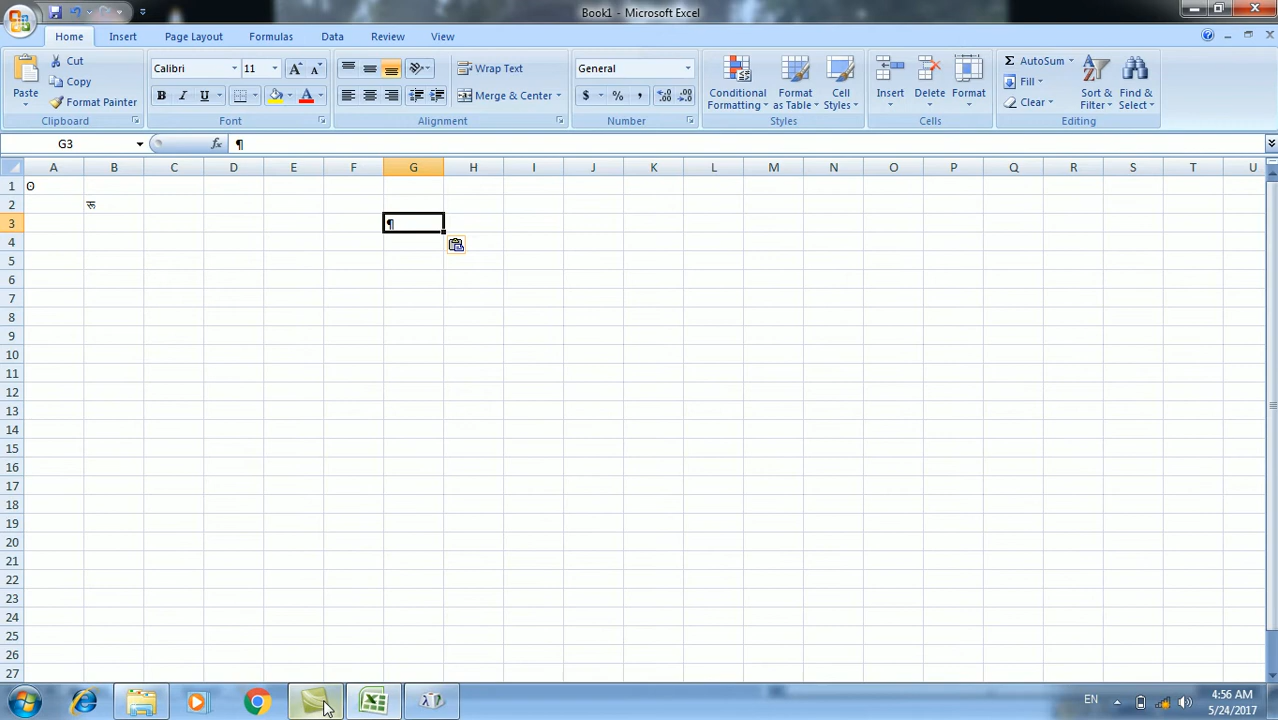 Book1 - Microsoft Excel
Home Insert Page Layout Formulas Data Review View
Paste Cut Copy Format Painter Clipboard
Calibri 11 A A
B I U A Font
Wrap Text
Merge & Center Alignment
General
$ % , .0 .00 .00 .0 Number
Conditional Formatting Format as Table Cell Styles Styles
Insert Delete Format Cells
Σ AutoSum Fill Clear Sort & Filter Find & Select Editing
G3 fx ¶
A B C D E F G H I J K L M N O P Q R S T U
1 ʘ
2
3 ¶
4
5
6
7
8
9
10
11
12
13
14
15
16
17
18
19
20
21
22
23
24
25
26
27
EN 4:56 AM
5/24/2017